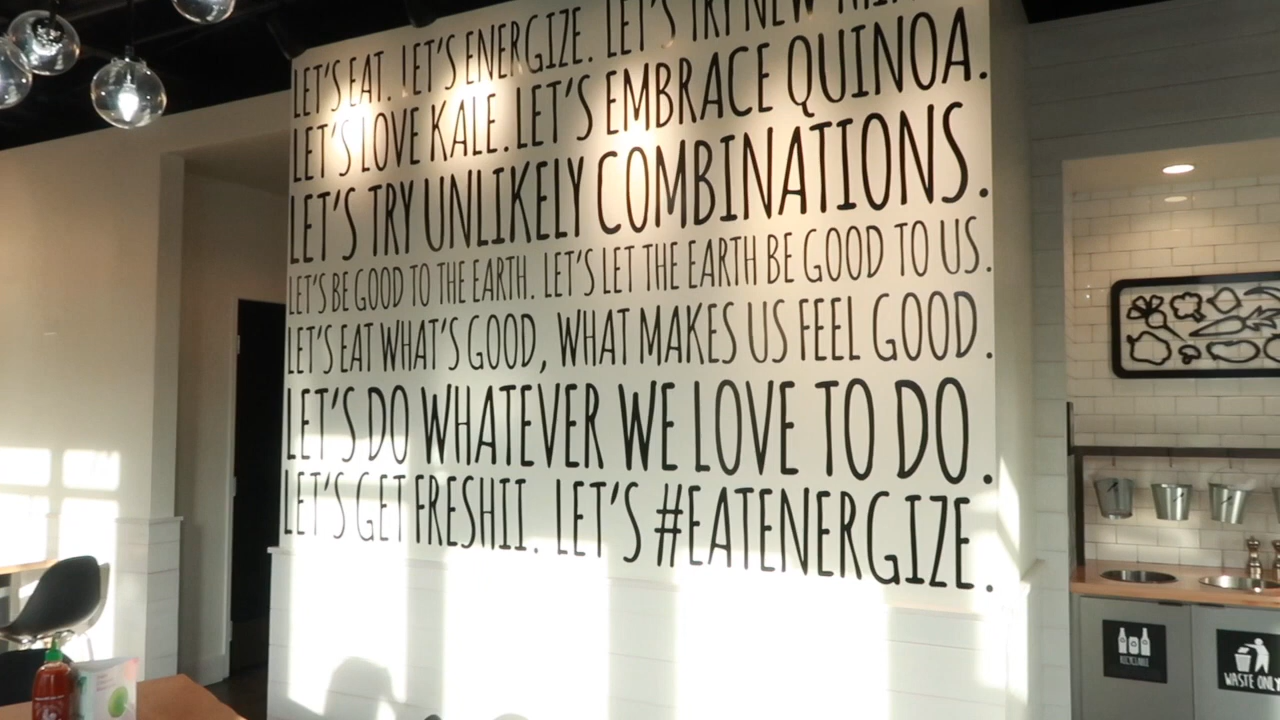 LET'S EAT. LET'S ENERGIZE. LET'S TRY NEW
LET'S LOVE KALE. LET'S EMBRACE QUINOA.
LET'S TRY UNLIKELY COMBINATIONS.
LET'S BE GOOD TO THE EARTH. LET'S LET THE EARTH BE GOOD TO US.
LET'S EAT WHAT'S GOOD, WHAT MAKES US FEEL GOOD.
LET'S DO WHATEVER WE LOVE TO DO.
LET'S GET FRESHII. LET'S #EATENERGIZE.
RECYCLABLE
WASTE ONLY